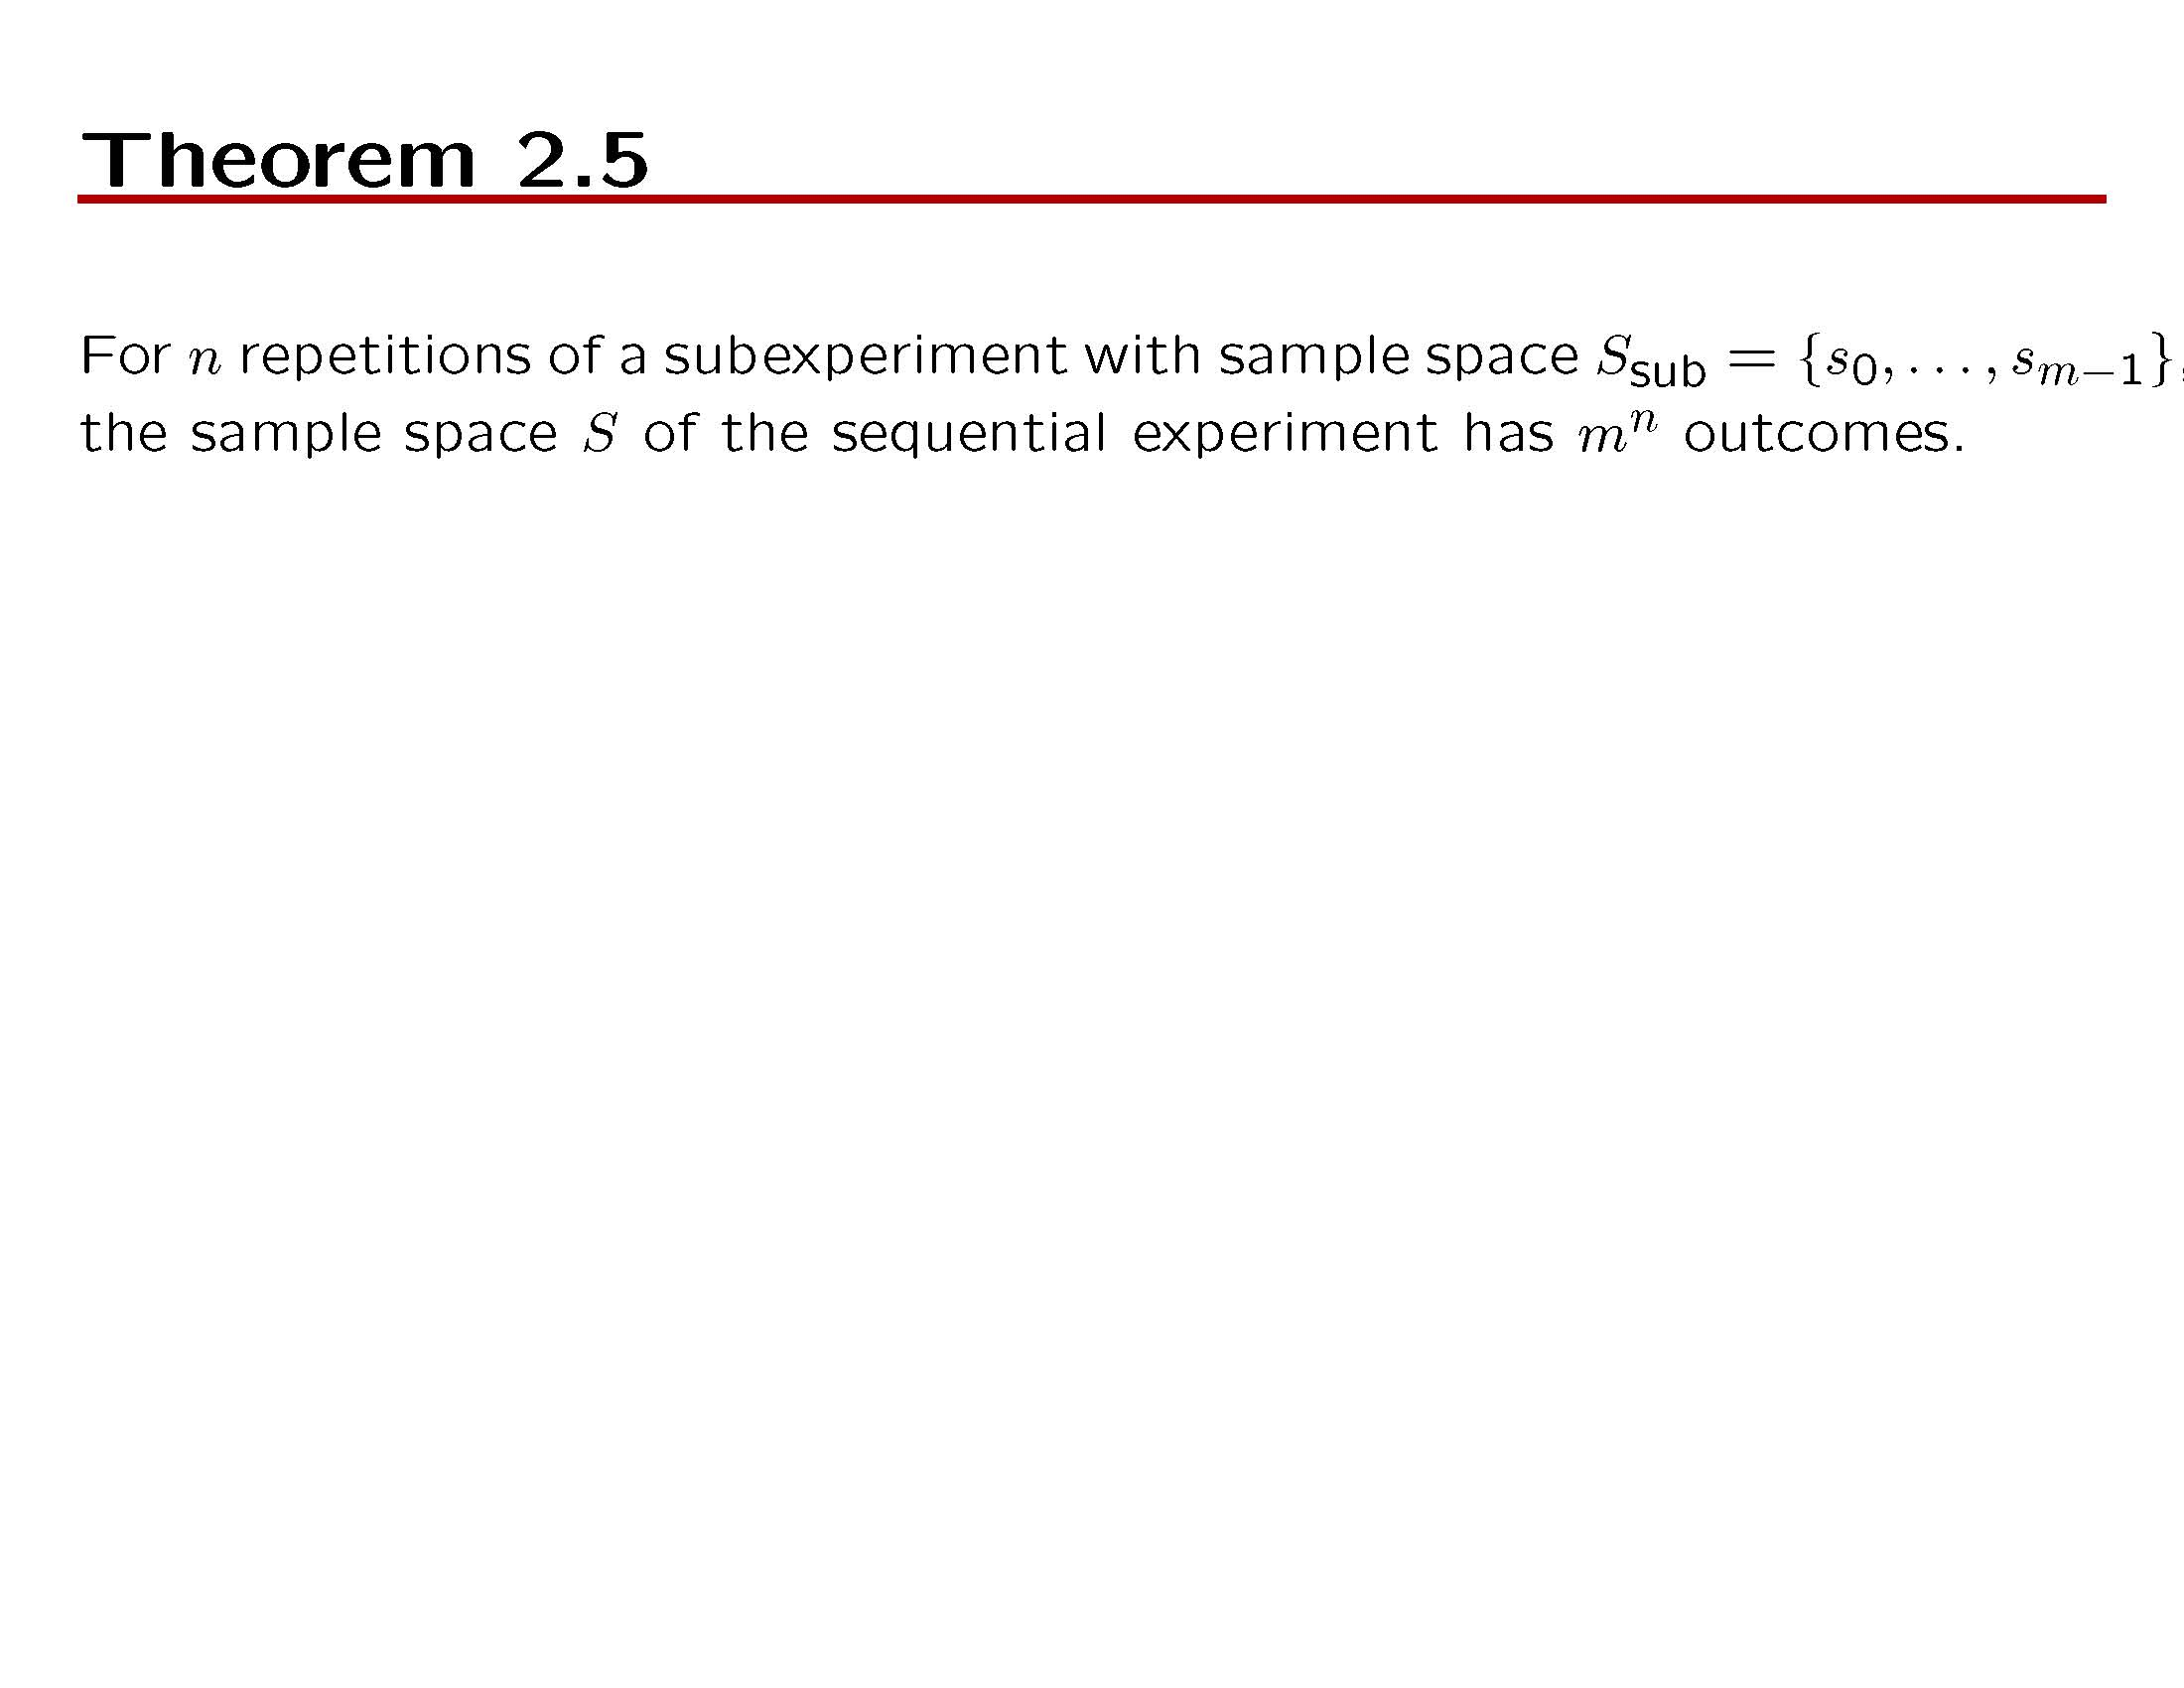 Theorem 2.5
For n repetitions of a subexperiment with sample space S_sub = {s_0, . . . , s_{m−1}},
the sample space S of the sequential experiment has m^n outcomes.